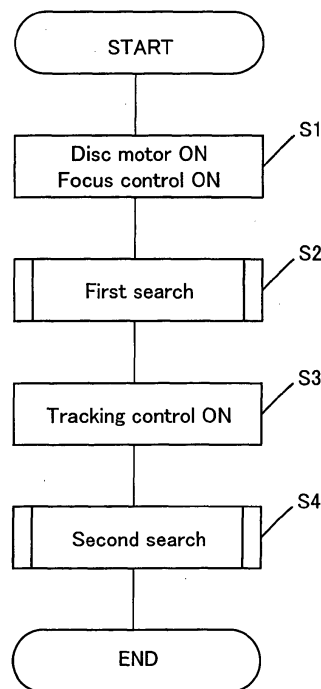 START
S1
Disc motor ON
Focus control ON
S2
First search
S3
Tracking control ON
S4
Second search
END